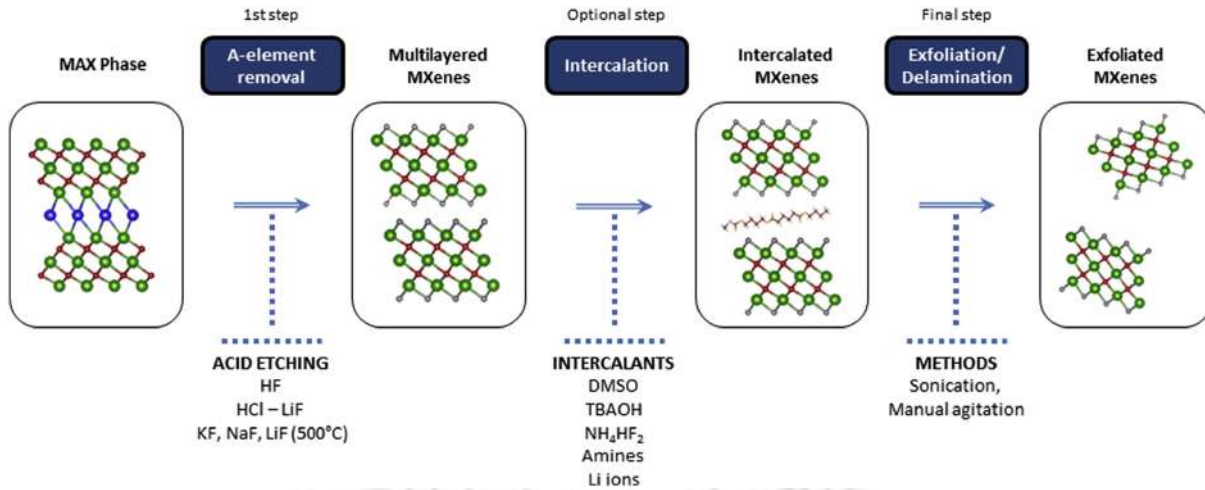 1st step
Optional step
Final step
MAX Phase
A-element
removal
Multilayered
MXenes
Intercalation
Intercalated
MXenes
Exfoliation/
Delamination
Exfoliated
MXenes
ACID ETCHING
HF
HCl – LiF
KF, NaF, LiF (500°C)
INTERCALANTS
DMSO
TBAOH
NH₄HF₂
Amines
Li ions
METHODS
Sonication,
Manual agitation